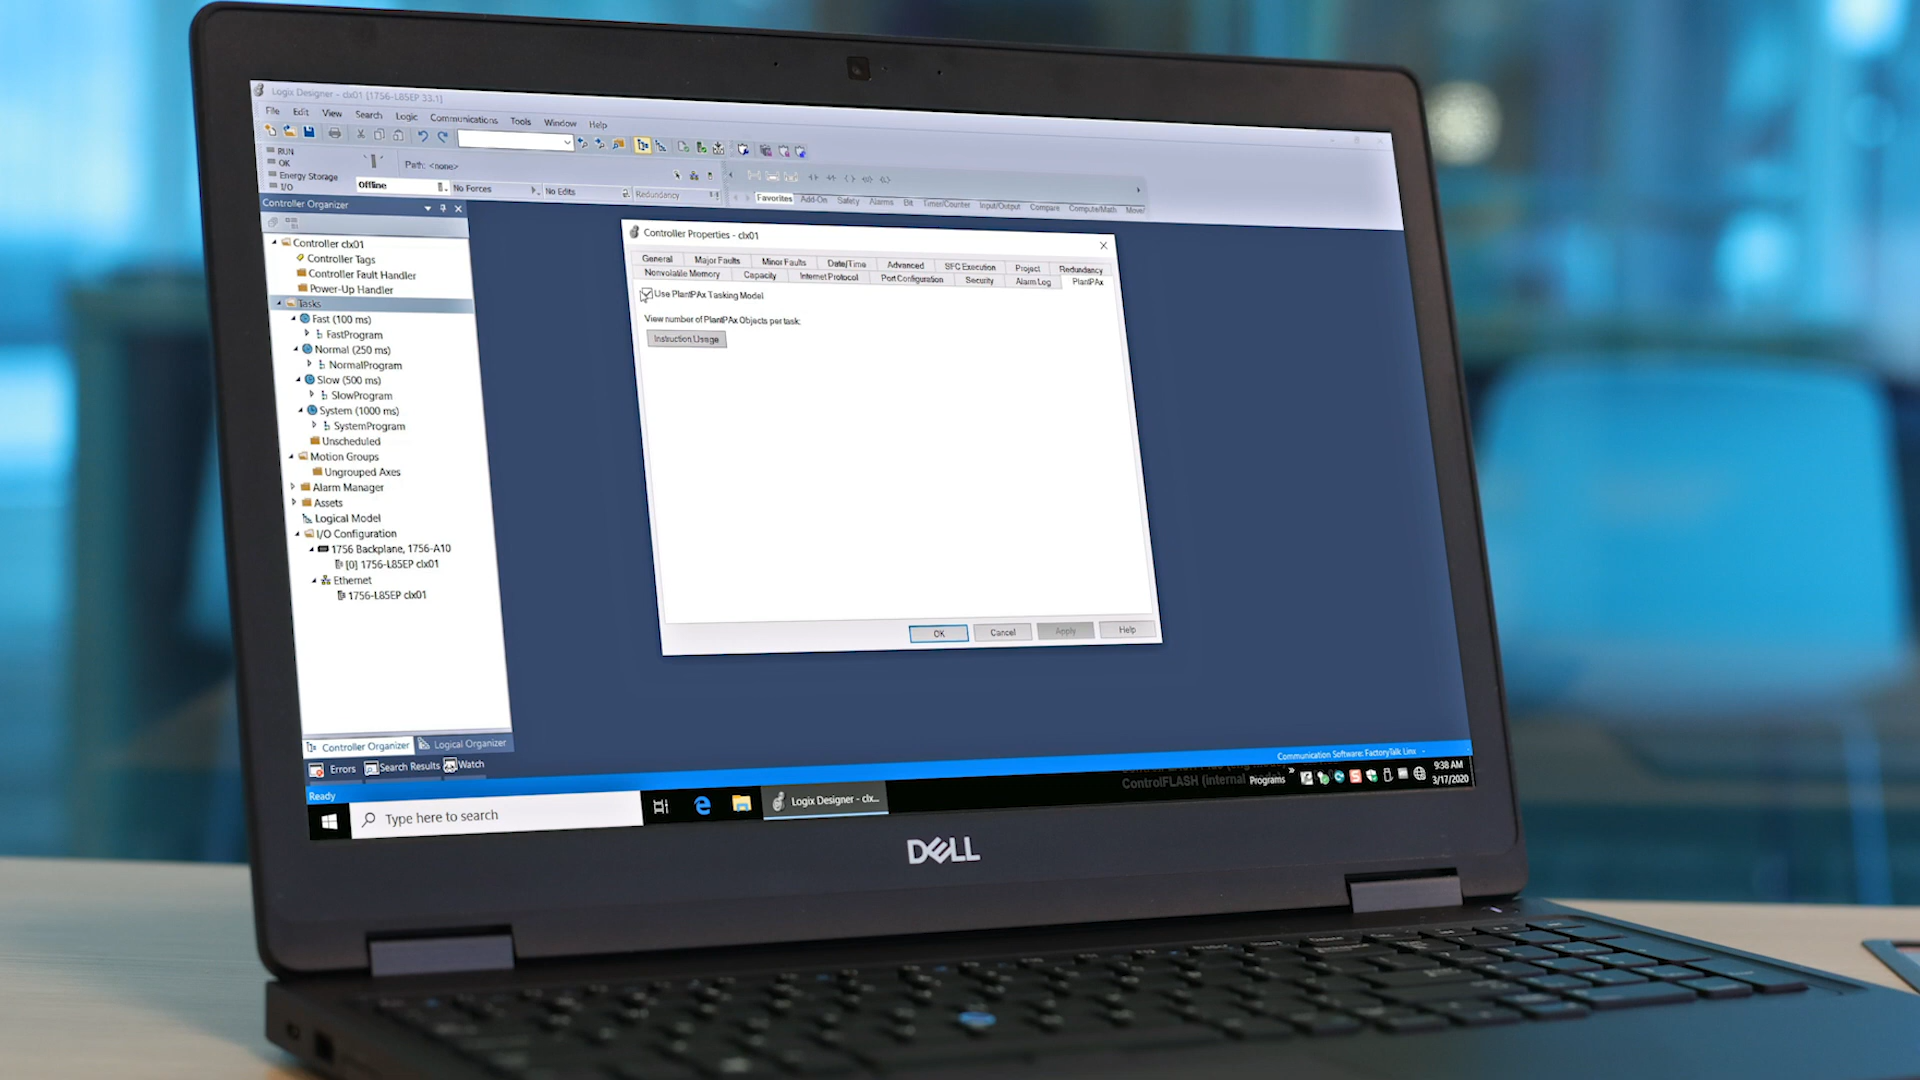 Logix Designer - clx01 [1756-L85EP 33.1]
File Edit View Search Logic Communications Tools Window Help
RUN
OK
Energy Storage
I/O
Path: <none>
Offline No Forces No Edits Redundancy
Favorites Add-On Safety Alarms Bit Timer/Counter Input/Output Compare Compute/Math Move/
Controller Organizer
Controller clx01
Controller Tags
Controller Fault Handler
Power-Up Handler
Tasks
Fast (100 ms)
FastProgram
Normal (250 ms)
NormalProgram
Slow (500 ms)
SlowProgram
System (1000 ms)
SystemProgram
Unscheduled
Motion Groups
Ungrouped Axes
Alarm Manager
Assets
Logical Model
I/O Configuration
1756 Backplane, 1756-A10
[0] 1756-L85EP clx01
Ethernet
1756-L85EP clx01
Controller Organizer Logical Organizer
Errors Search Results Watch
Ready
Controller Properties - clx01
General Major Faults Minor Faults Date/Time Advanced SFC Execution Project Redundancy
Nonvolatile Memory Capacity Internet Protocol Port Configuration Security Alarm Log PlantPAx
Use PlantPAx Tasking Model
View number of PlantPAx Objects per task:
Instruction Usage
OK Cancel Apply Help
Communication Software: FactoryTalk Linx
ControlFLASH (internal
Type here to search
Logix Designer - clx...
Programs
9:38 AM
3/17/2020
DELL